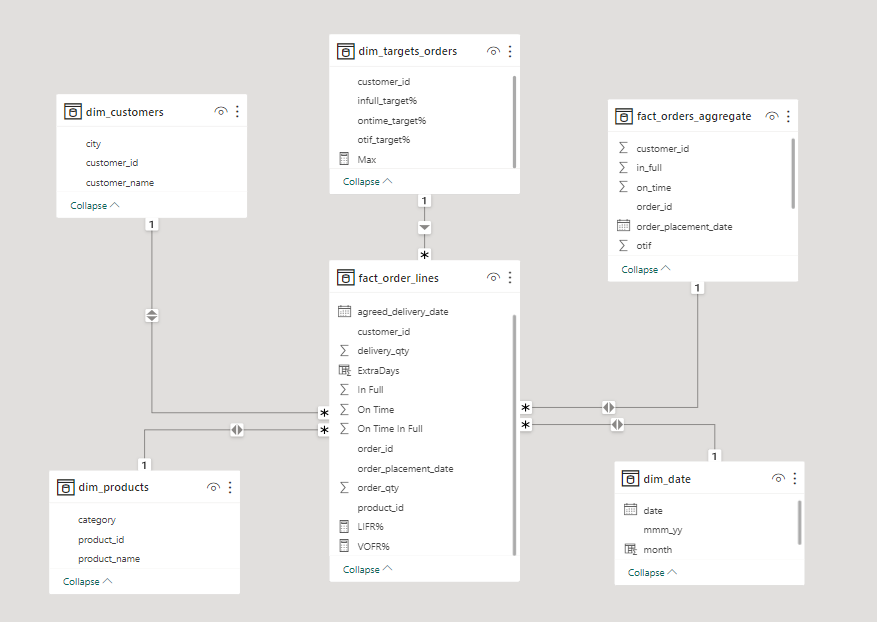 dim_targets_orders
customer_id
infull_target%
ontime_target%
otif_target%
Max
Collapse
1
*
dim_customers
city
customer_id
customer_name
Collapse
1
*
fact_orders_aggregate
customer_id
in_full
on_time
order_id
order_placement_date
otif
Collapse
1
*
fact_order_lines
agreed_delivery_date
customer_id
delivery_qty
ExtraDays
In Full
On Time
On Time In Full
order_id
order_placement_date
order_qty
product_id
LIFR%
VOFR%
Collapse
*
1
dim_products
category
product_id
product_name
Collapse
*
1
dim_date
date
mmm_yy
month
Collapse